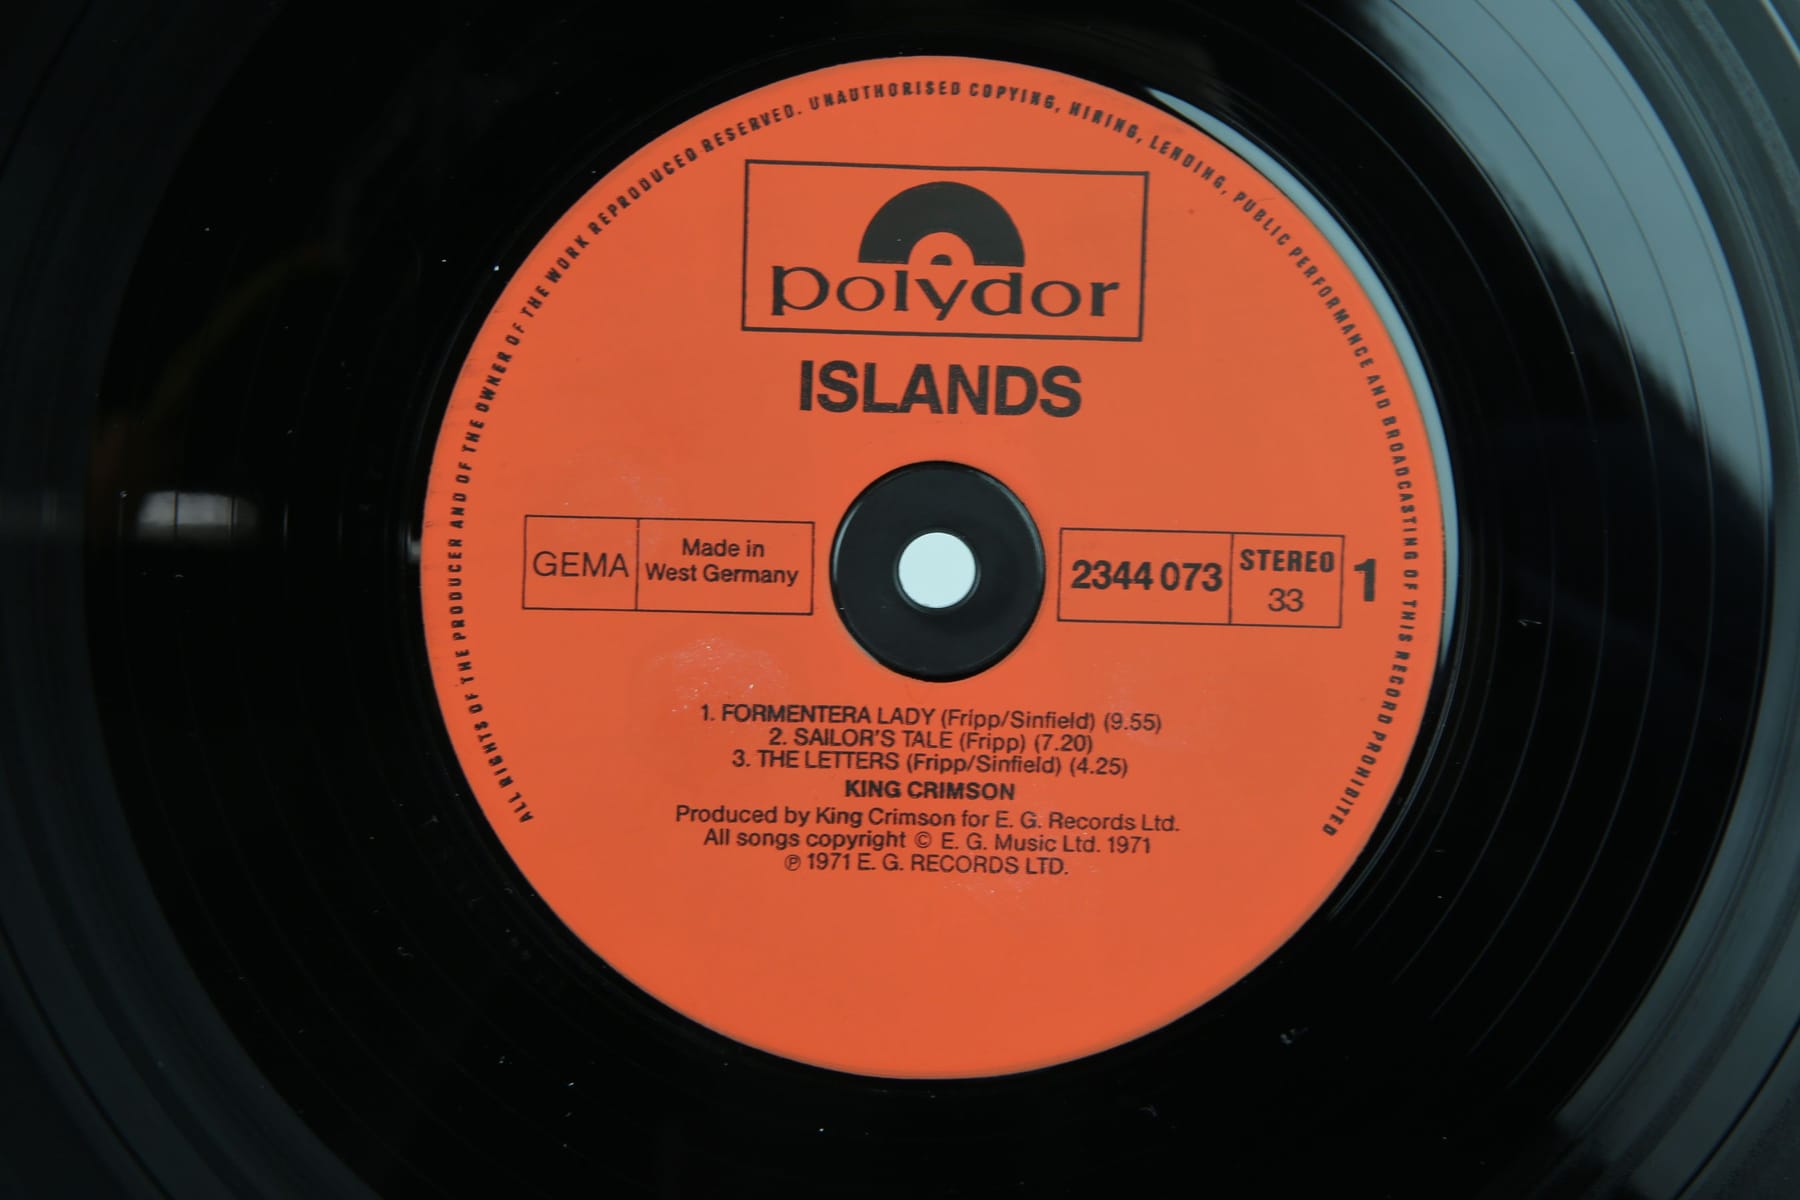 ALL RIGHTS OF THE PRODUCER AND OF THE OWNER OF THE WORK REPRODUCED RESERVED. UNAUTHORISED COPYING, HIRING, LENDING, PUBLIC PERFORMANCE AND BROADCASTING OF THIS RECORD PROHIBITED
polydor
ISLANDS
GEMA
Made in
West Germany
2344 073
STEREO
33
1
1. FORMENTERA LADY (Fripp/Sinfield) (9.55)
2. SAILOR'S TALE (Fripp) (7.20)
3. THE LETTERS (Fripp/Sinfield) (4.25)
KING CRIMSON
Produced by King Crimson for E. G. Records Ltd.
All songs copyright © E. G. Music Ltd. 1971
℗ 1971 E. G. RECORDS LTD.